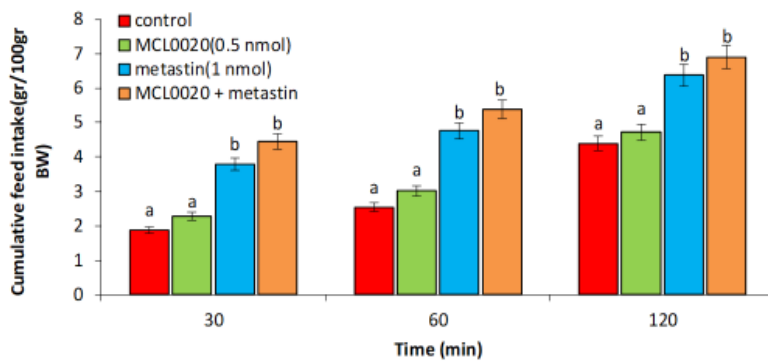 control
MCL0020(0.5 nmol)
metastin(1 nmol)
MCL0020 + metastin
Cumulative feed intake(gr/100gr
BW)
8
7
6
5
4
3
2
1
0
a a b b
a a b b
a a b b
30 60 120
Time (min)